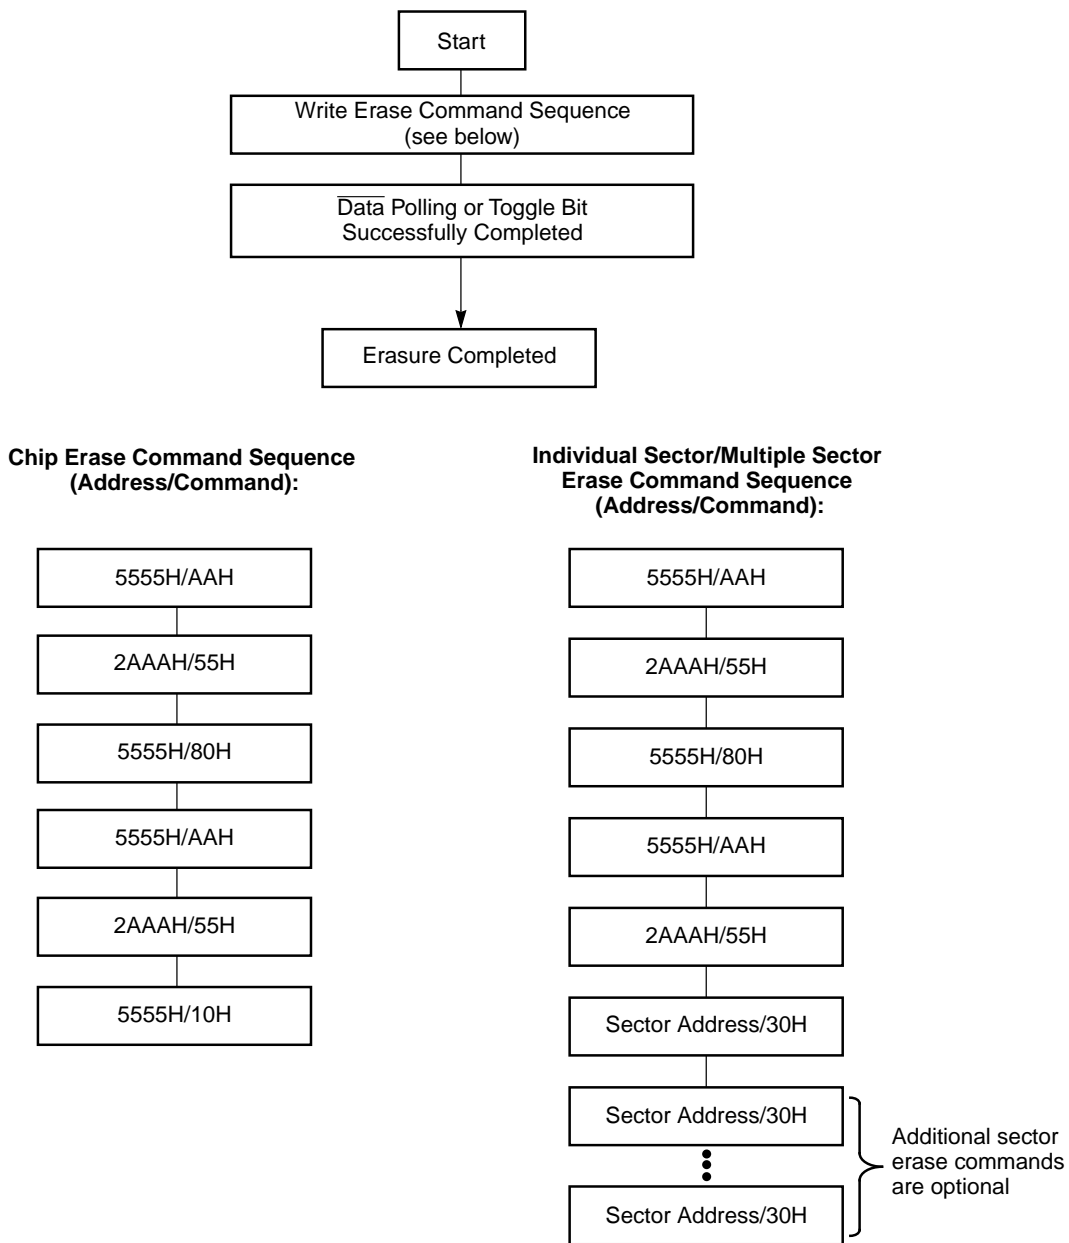 Start
Write Erase Command Sequence
(see below)
Data Polling or Toggle Bit
Successfully Completed
Erasure Completed
Chip Erase Command Sequence
(Address/Command):
5555H/AAH
2AAAH/55H
5555H/80H
5555H/AAH
2AAAH/55H
5555H/10H
Individual Sector/Multiple Sector
Erase Command Sequence
(Address/Command):
5555H/AAH
2AAAH/55H
5555H/80H
5555H/AAH
2AAAH/55H
Sector Address/30H
Sector Address/30H
Sector Address/30H
Additional sector
erase commands
are optional